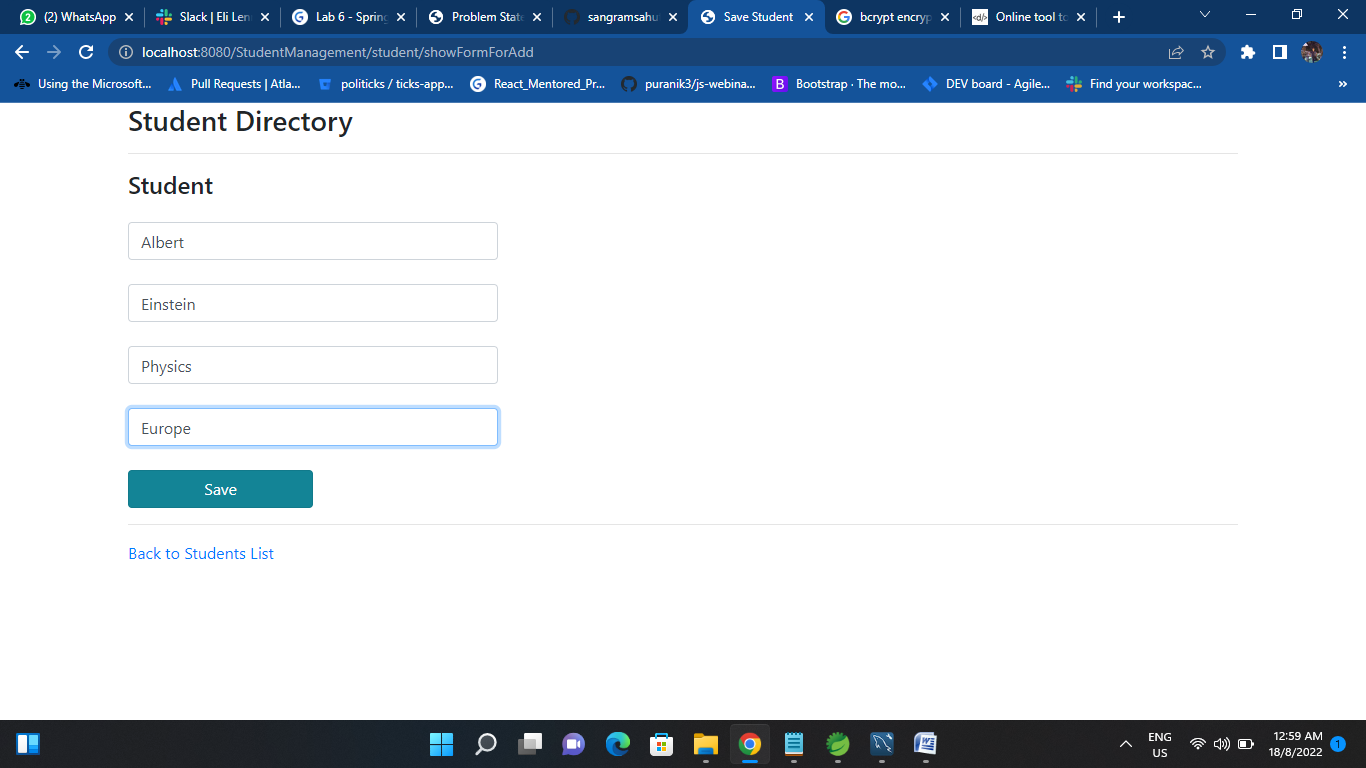 (2) WhatsApp
Slack | Eli Len
Lab 6 - Spring
Problem State
sangramsahu
Save Student
bcrypt encryp
Online tool to
localhost:8080/StudentManagement/student/showFormForAdd
Using the Microsoft...
Pull Requests | Atla...
politicks / ticks-app...
React_Mentored_Pr...
puranik3/js-webina...
B Bootstrap · The mo...
DEV board - Agile...
Find your workspac...
»
Student Directory
Student
Albert
Einstein
Physics
Europe
Save
Back to Students List
ENG
US
12:59 AM
18/8/2022
1